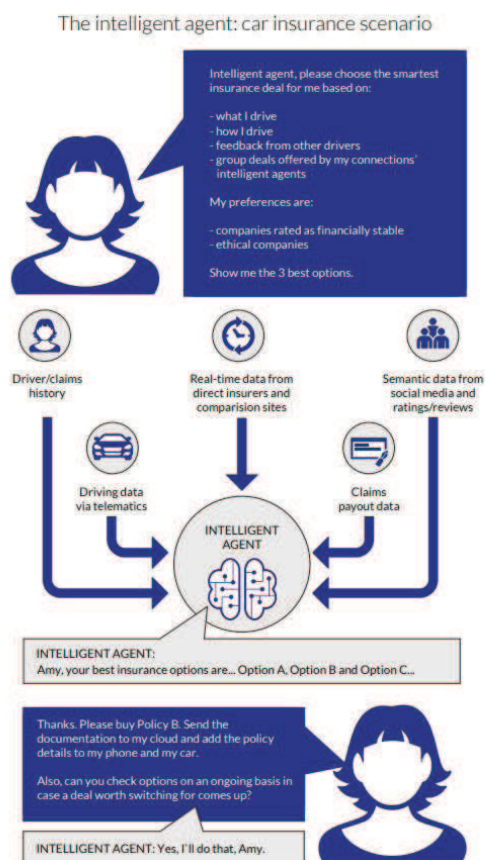 The intelligent agent: car insurance scenario
Intelligent agent, please choose the smartest
insurance deal for me based on:
- what I drive
- how I drive
- feedback from other drivers
- group deals offered by my connections'
intelligent agents
My preferences are:
- companies rated as financially stable
- ethical companies
Show me the 3 best options.
Driver/claims
history
Real-time data from
direct insurers and
comparision sites
Semantic data from
social media and
ratings/reviews
Driving data
via telematics
Claims
payout data
INTELLIGENT
AGENT
INTELLIGENT AGENT:
Amy, your best insurance options are... Option A, Option B and Option C...
Thanks. Please buy Policy B. Send the
documentation to my cloud and add the policy
details to my phone and my car.
Also, can you check options on an ongoing basis in
case a deal worth switching for comes up?
INTELLIGENT AGENT: Yes, I'll do that, Amy.